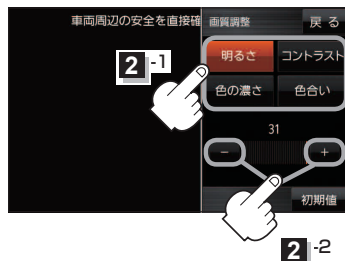 車両周辺の安全を直接確 画質調整 戻る
2 -1
明るさ コントラスト
色の濃さ 色合い
31
− +
初期値
2 -2